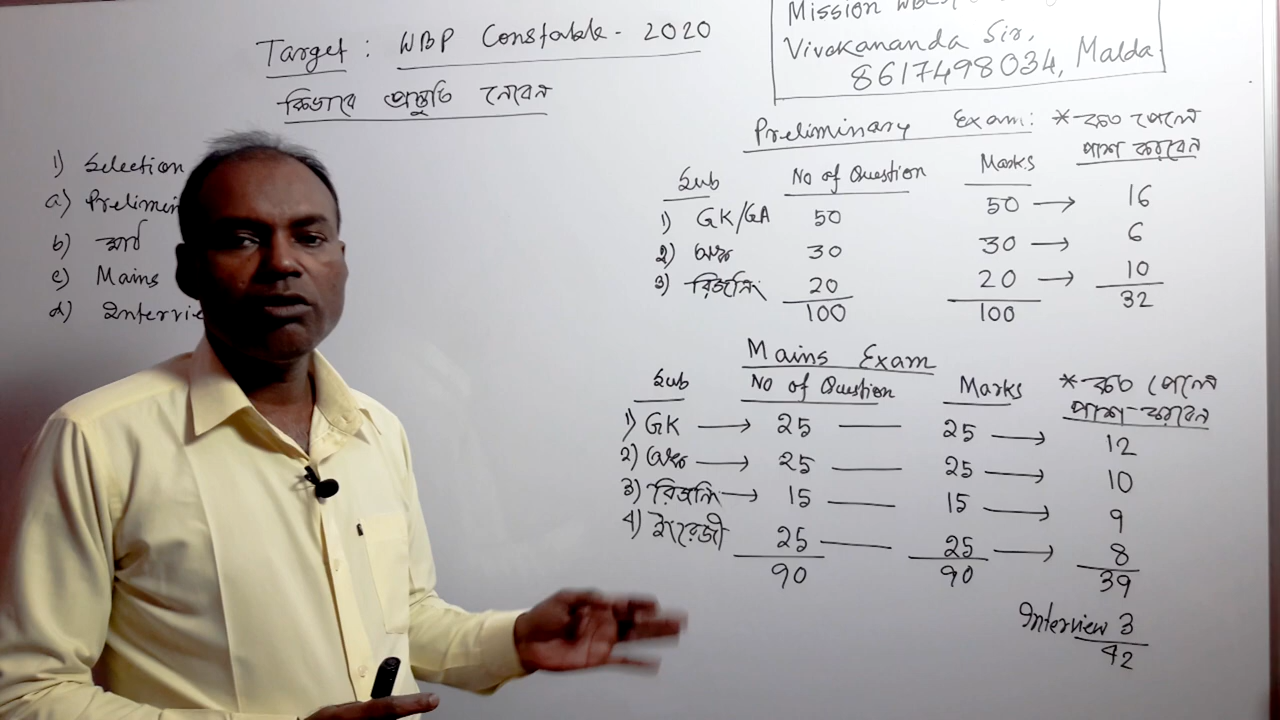 Target: WBP Constable - 2020
কিভাবে প্রস্তুতি নেবেন
Mission
Vivekananda Sir,
8617498034, Malda
1) Selection
a) Prelimin
b) মাঠ
c) Mains
d) Intervie
Preliminary Exam: * কত পেলে
পাশ করবেন
Sub No of Question Marks
1) GK/GA 50 50 → 16
2) অঙ্ক 30 30 → 6
3) রিজনিং 20 20 → 10
100 100 32
Mains Exam
Sub No of Question Marks * কত পেলে
পাশ করবেন
1) GK → 25 — 25 → 12
2) অঙ্ক → 25 — 25 → 10
3) রিজনিং → 15 — 15 → 9
4) ইংরেজী 25 — 25 → 8
90 90 39
Interview 3
42